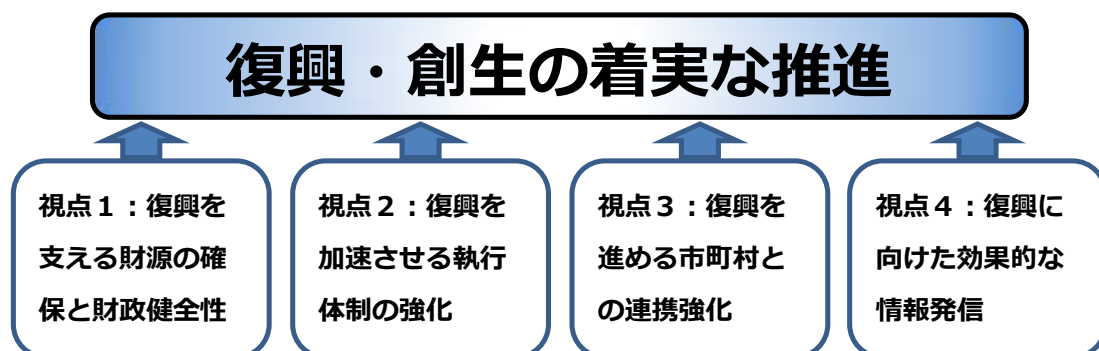 復興・創生の着実な推進
視点１：復興を
支える財源の確
保と財政健全性
視点２：復興を
加速させる執行
体制の強化
視点３：復興を
進める市町村と
の連携強化
視点４：復興に
向けた効果的な
情報発信